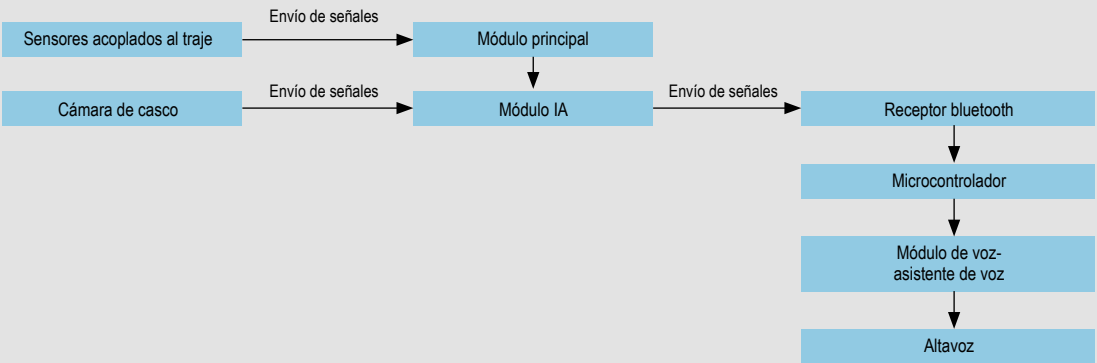 Envío de señales
Sensores acoplados al traje
Módulo principal
Envío de señales
Envío de señales
Cámara de casco
Módulo IA
Receptor bluetooth
Microcontrolador
Módulo de voz-
asistente de voz
Altavoz